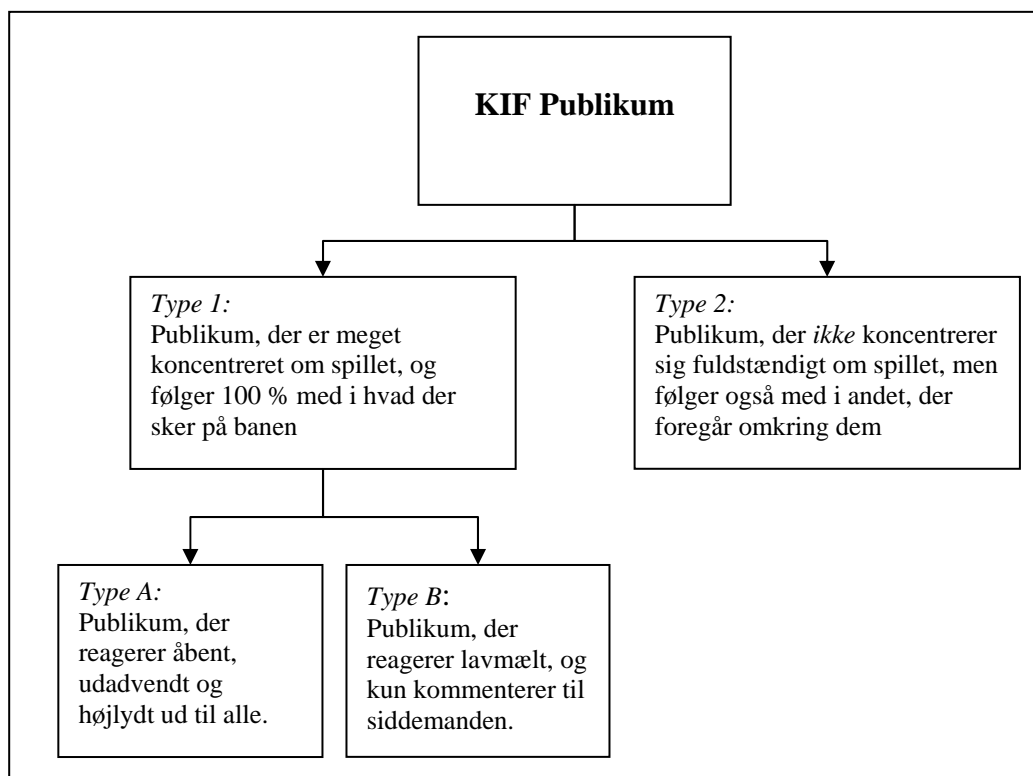 KIF Publikum
Type 1:
Publikum, der er meget
koncentreret om spillet, og
følger 100 % med i hvad der
sker på banen
Type 2:
Publikum, der ikke koncentrerer
sig fuldstændigt om spillet, men
følger også med i andet, der
foregår omkring dem
Type A:
Publikum, der
reagerer åbent,
udadvendt og
højlydt ud til alle.
Type B:
Publikum, der
reagerer lavmælt, og
kun kommenterer til
siddemanden.